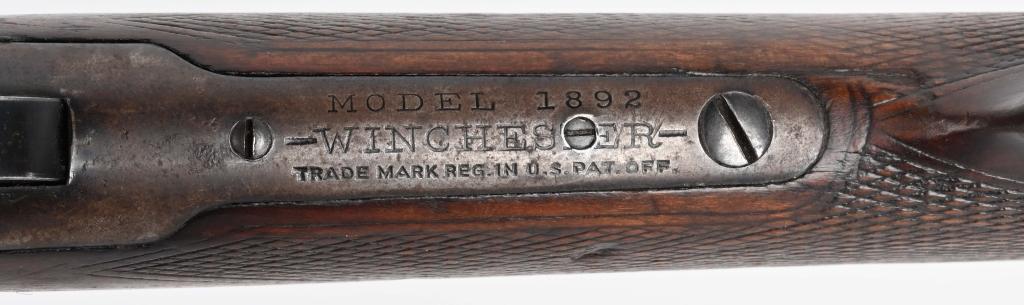 MODEL 1892
-WINCHESTER-
TRADE MARK REG. IN U.S. PAT. OFF.